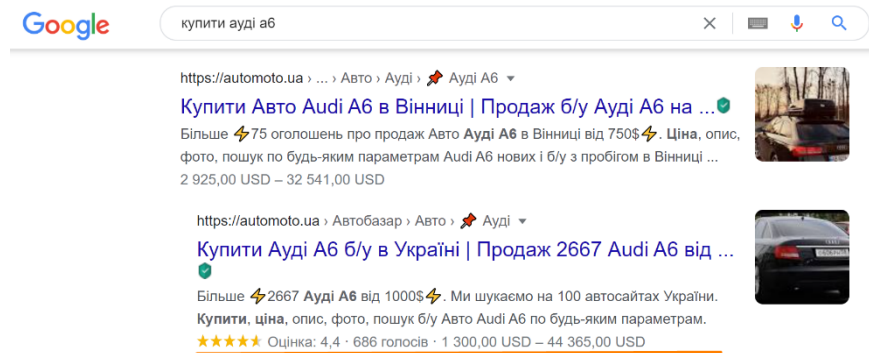 Google
купити ауді а6
https://automoto.ua › ... › Авто › Ауді › 📌 Ауді А6
Купити Авто Audi A6 в Вінниці | Продаж б/у Ауді А6 на ...
Більше ⚡75 оголошень про продаж Авто Ауді А6 в Вінниці від 750$⚡. Ціна, опис,
фото, пошук по будь-яким параметрам Audi A6 нових і б/у з пробігом в Вінниці ...
2 925,00 USD – 32 541,00 USD
https://automoto.ua › Автобазар › Авто › 📌 Ауді
Купити Ауді А6 б/у в Україні | Продаж 2667 Audi A6 від ...
Більше ⚡2667 Ауді А6 від 1000$⚡. Ми шукаємо на 100 автосайтах України.
Купити, ціна, опис, фото, пошук б/у Авто Audi A6 по будь-яким параметрам.
★★★★★ Оцінка: 4,4 · 686 голосів · 1 300,00 USD – 44 365,00 USD